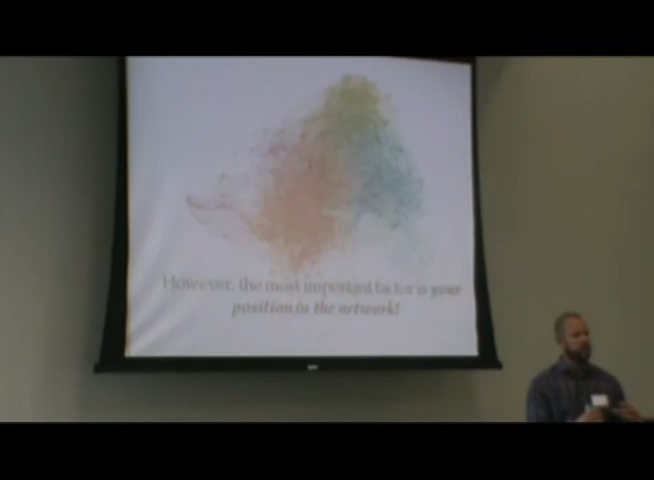 However, the most important factor is your
position in the network!